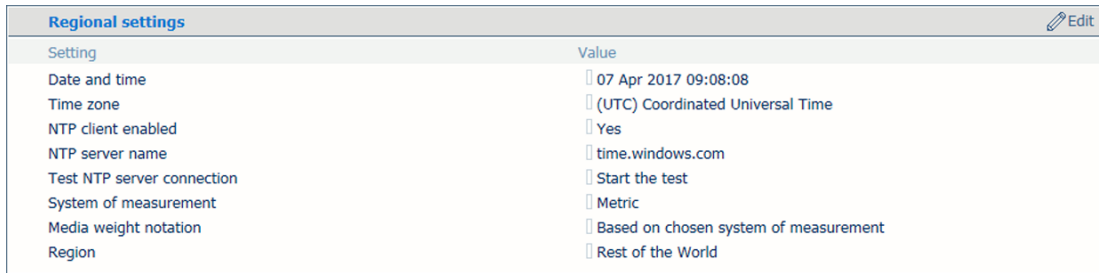 Regional settings Edit
Setting Value
Date and time 07 Apr 2017 09:08:08
Time zone (UTC) Coordinated Universal Time
NTP client enabled Yes
NTP server name time.windows.com
Test NTP server connection Start the test
System of measurement Metric
Media weight notation Based on chosen system of measurement
Region Rest of the World